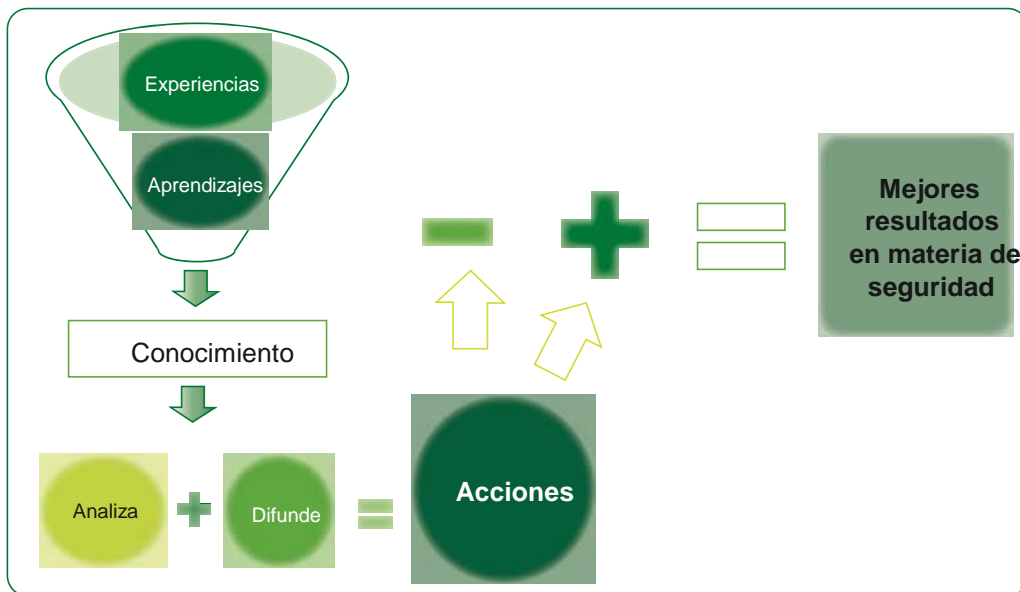 Experiencias
Aprendizajes
Conocimiento
Analiza
Difunde
Acciones
Mejores
resultados
en materia de
seguridad